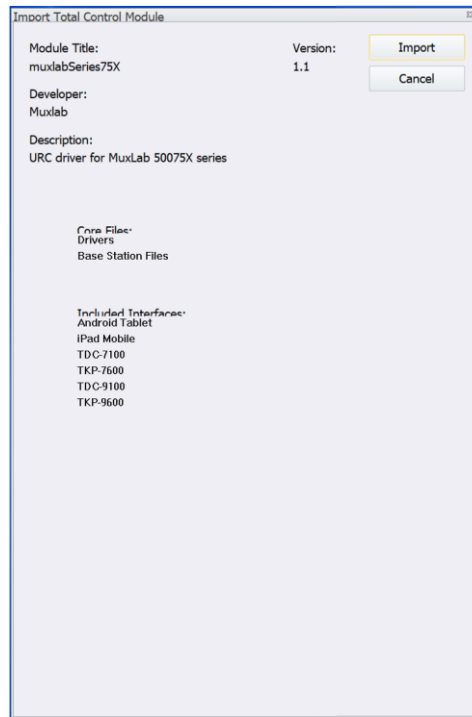 Import Total Control Module
Module Title:
muxlabSeries75X
Version:
1.1
Import
Cancel
Developer:
Muxlab
Description:
URC driver for MuxLab 50075X series
Core Files:
Drivers
Base Station Files
Included Interfaces:
Android Tablet
iPad Mobile
TDC-7100
TKP-7600
TDC-9100
TKP-9600